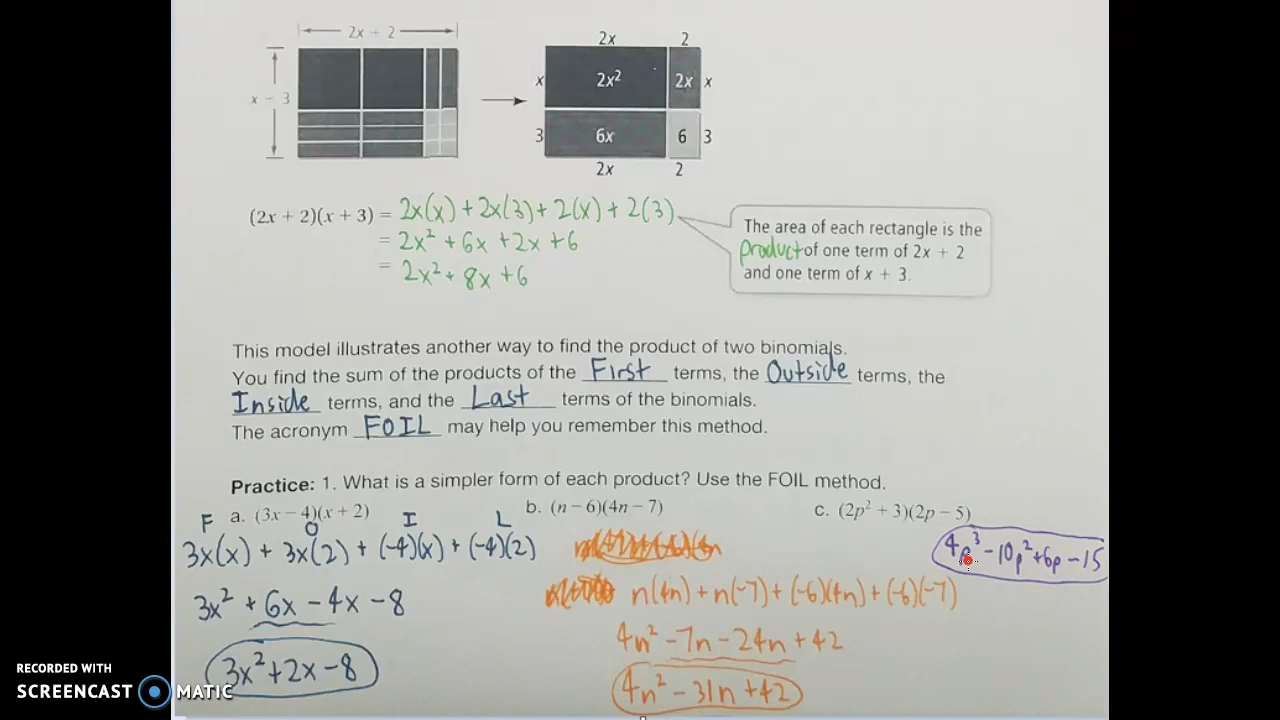 2x + 2
2x 2
x 2x² 2x x
x - 3
3 6x 6 3
2x 2
(2x + 2)(x + 3) = 2x(x) + 2x(3) + 2(x) + 2(3)
= 2x² + 6x + 2x + 6
= 2x² + 8x + 6
The area of each rectangle is the
product of one term of 2x + 2
and one term of x + 3.
This model illustrates another way to find the product of two binomials.
You find the sum of the products of the First terms, the Outside terms, the
Inside terms, and the Last terms of the binomials.
The acronym FOIL may help you remember this method.
Practice: 1. What is a simpler form of each product? Use the FOIL method.
a. (3x - 4)(x + 2) b. (n - 6)(4n - 7) c. (2p² + 3)(2p - 5)
F O I L
3x(x) + 3x(2) + (-4)(x) + (-4)(2)
4p³ - 10p² + 6p - 15
n(4n) + n(-7) + (-6)(4n) + (-6)(-7)
3x² + 6x - 4x - 8
4n² - 7n - 24n + 42
3x² + 2x - 8
4n² - 31n + 42
RECORDED WITH
SCREENCAST MATIC